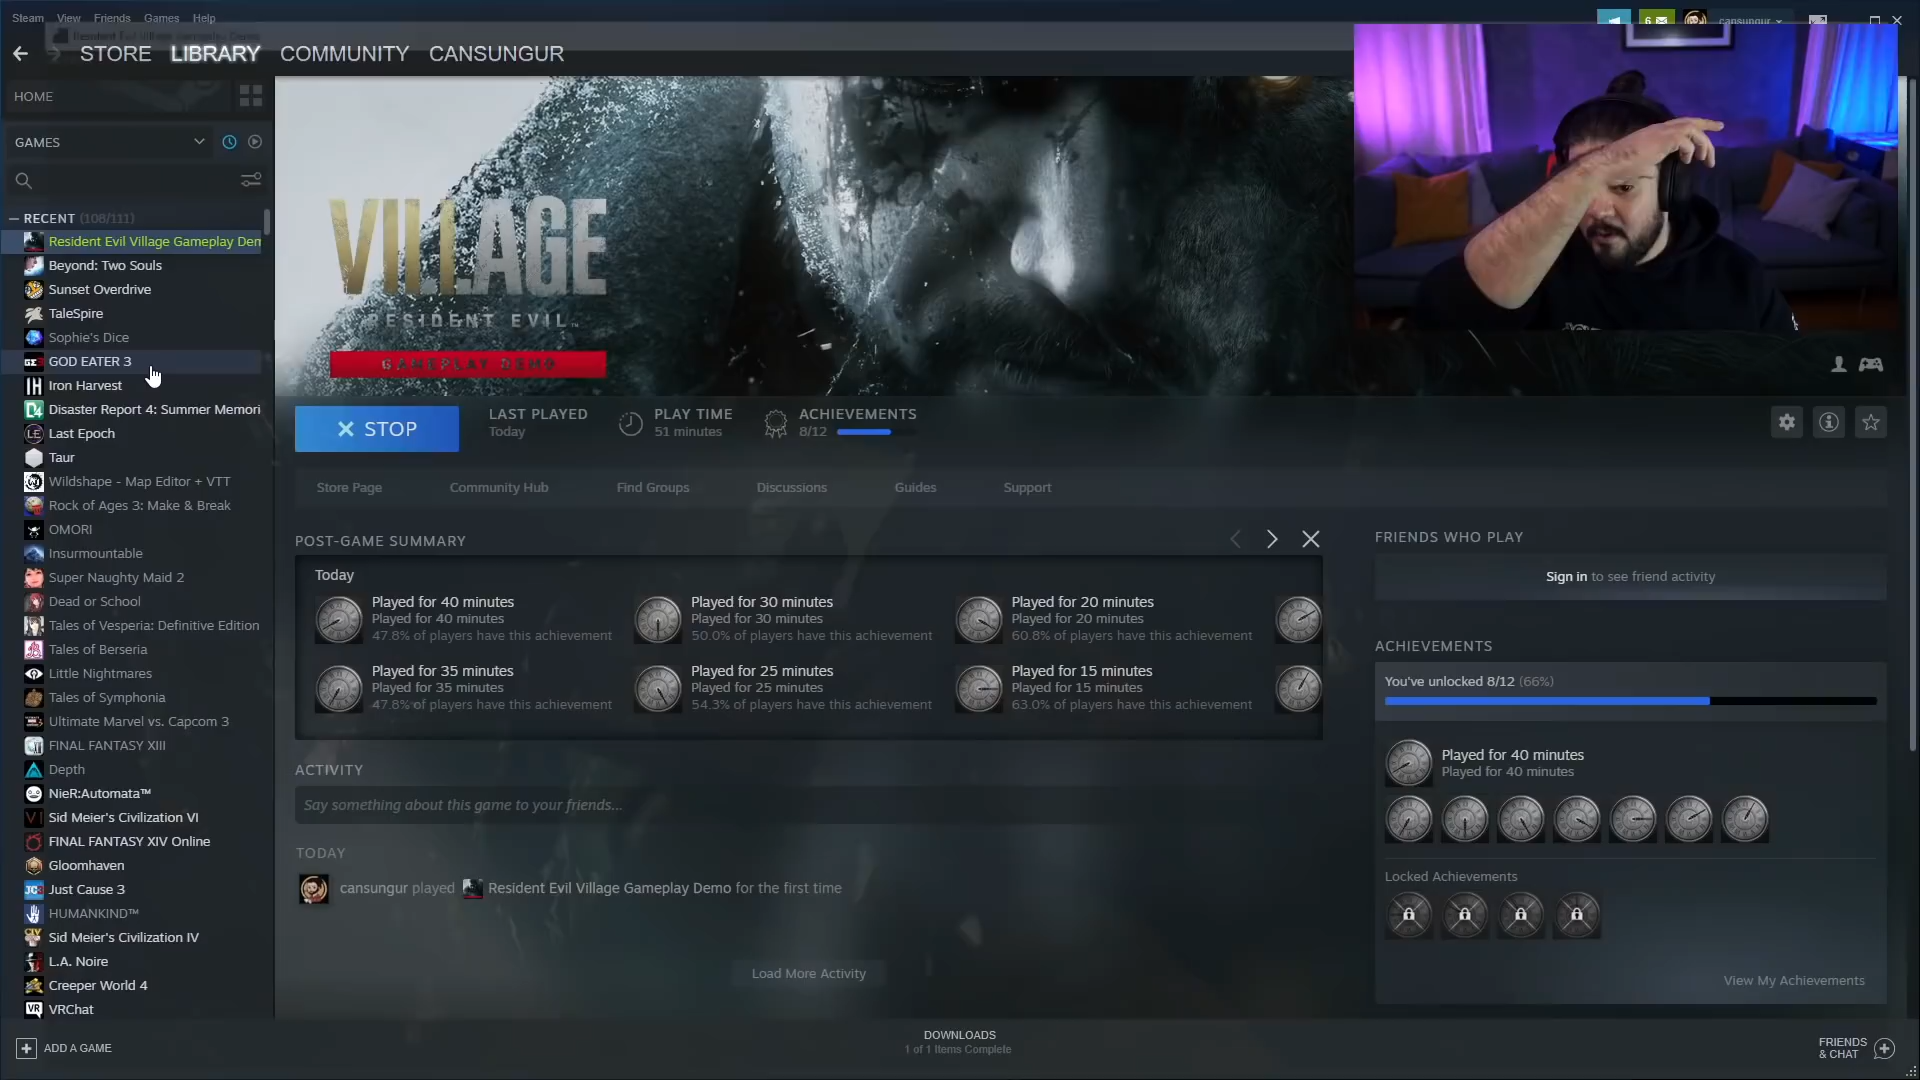 Steam View Friends Games Help
6
cansungur
Resident Evil Village Gameplay Demo
STORE LIBRARY COMMUNITY CANSUNGUR
HOME
GAMES
RECENT (108/111)
Resident Evil Village Gameplay Dem
Beyond: Two Souls
Sunset Overdrive
TaleSpire
Sophie's Dice
GOD EATER 3
Iron Harvest
Disaster Report 4: Summer Memori
Last Epoch
Taur
Wildshape - Map Editor + VTT
Rock of Ages 3: Make & Break
OMORI
Insurmountable
Super Naughty Maid 2
Dead or School
Tales of Vesperia: Definitive Edition
Tales of Berseria
Little Nightmares
Tales of Symphonia
Ultimate Marvel vs. Capcom 3
FINAL FANTASY XIII
Depth
NieR:Automata™
Sid Meier's Civilization VI
FINAL FANTASY XIV Online
Gloomhaven
Just Cause 3
HUMANKIND™
Sid Meier's Civilization IV
L.A. Noire
Creeper World 4
VRChat
ADD A GAME
VILLAGE
RESIDENT EVIL™
GAMEPLAY DEMO
STOP
LAST PLAYED
Today
PLAY TIME
51 minutes
ACHIEVEMENTS
8/12
Store Page Community Hub Find Groups Discussions Guides Support
POST-GAME SUMMARY
Today
Played for 40 minutes
Played for 40 minutes
47.8% of players have this achievement
Played for 30 minutes
Played for 30 minutes
50.0% of players have this achievement
Played for 20 minutes
Played for 20 minutes
60.8% of players have this achievement
Played for 35 minutes
Played for 35 minutes
47.8% of players have this achievement
Played for 25 minutes
Played for 25 minutes
54.3% of players have this achievement
Played for 15 minutes
Played for 15 minutes
63.0% of players have this achievement
ACTIVITY
Say something about this game to your friends...
TODAY
cansungur played Resident Evil Village Gameplay Demo for the first time
Load More Activity
FRIENDS WHO PLAY
Sign in to see friend activity
ACHIEVEMENTS
You've unlocked 8/12 (66%)
Played for 40 minutes
Played for 40 minutes
Locked Achievements
View My Achievements
DOWNLOADS
1 of 1 Items Complete
FRIENDS
& CHAT